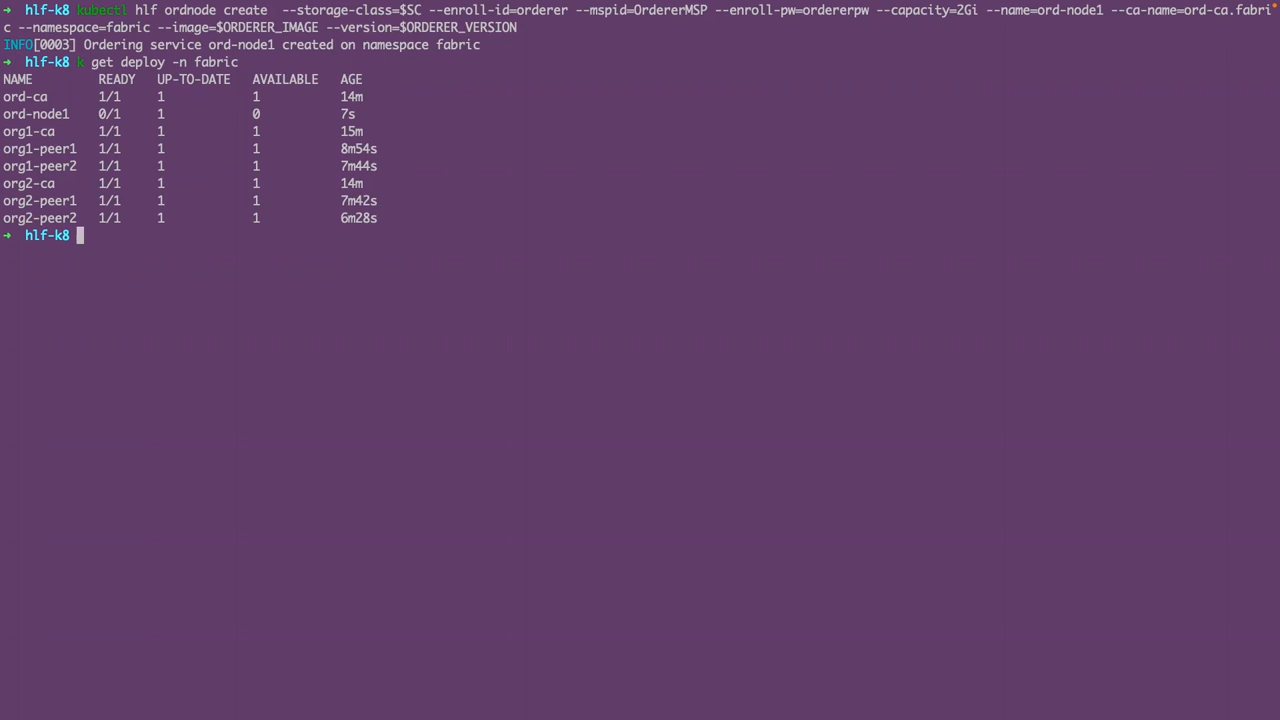 ➜  hlf-k8 kubectl hlf ordnode create  --storage-class=$SC --enroll-id=orderer --mspid=OrdererMSP --enroll-pw=ordererpw --capacity=2Gi --name=ord-node1 --ca-name=ord-ca.fabri
c --namespace=fabric --image=$ORDERER_IMAGE --version=$ORDERER_VERSION
INFO[0003] Ordering service ord-node1 created on namespace fabric
➜  hlf-k8 k get deploy -n fabric
NAME         READY   UP-TO-DATE   AVAILABLE   AGE
ord-ca       1/1     1            1           14m
ord-node1    0/1     1            0           7s
org1-ca      1/1     1            1           15m
org1-peer1   1/1     1            1           8m54s
org1-peer2   1/1     1            1           7m44s
org2-ca      1/1     1            1           14m
org2-peer1   1/1     1            1           7m42s
org2-peer2   1/1     1            1           6m28s
➜  hlf-k8